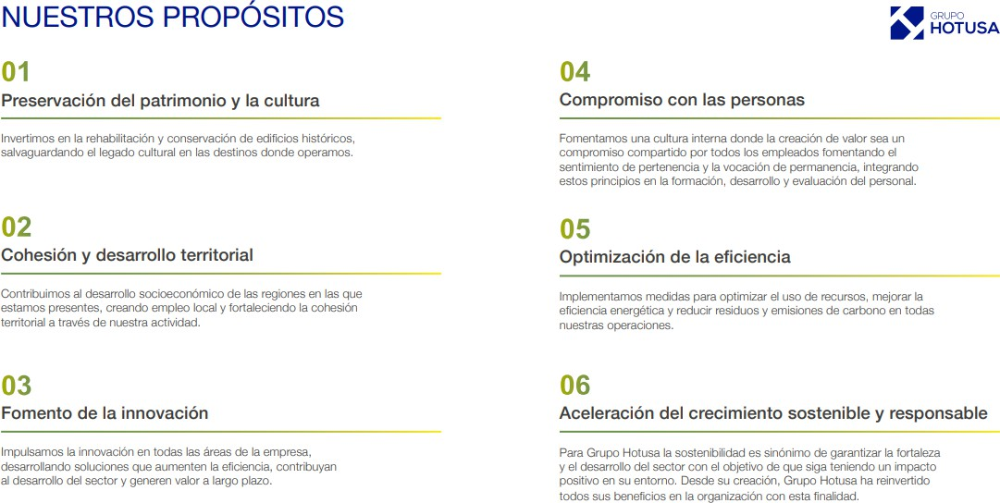 NUESTROS PROPÓSITOS
GRUPO
HOTUSA
01
Preservación del patrimonio y la cultura
Invertimos en la rehabilitación y conservación de edificios históricos,
salvaguardando el legado cultural en las destinos donde operamos.
02
Cohesión y desarrollo territorial
Contribuimos al desarrollo socioeconómico de las regiones en las que
estamos presentes, creando empleo local y fortaleciendo la cohesión
territorial a través de nuestra actividad.
03
Fomento de la innovación
Impulsamos la innovación en todas las áreas de la empresa,
desarrollando soluciones que aumenten la eficiencia, contribuyan
al desarrollo del sector y generen valor a largo plazo.
04
Compromiso con las personas
Fomentamos una cultura interna donde la creación de valor sea un
compromiso compartido por todos los empleados fomentando el
sentimiento de pertenencia y la vocación de permanencia, integrando
estos principios en la formación, desarrollo y evaluación del personal.
05
Optimización de la eficiencia
Implementamos medidas para optimizar el uso de recursos, mejorar la
eficiencia energética y reducir residuos y emisiones de carbono en todas
nuestras operaciones.
06
Aceleración del crecimiento sostenible y responsable
Para Grupo Hotusa la sostenibilidad es sinónimo de garantizar la fortaleza
y el desarrollo del sector con el objetivo de que siga teniendo un impacto
positivo en su entorno. Desde su creación, Grupo Hotusa ha reinvertido
todos sus beneficios en la organización con esta finalidad.